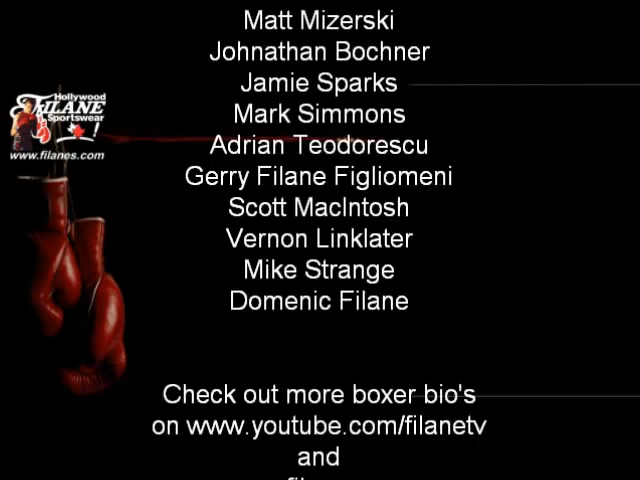 Matt Mizerski
Johnathan Bochner
Jamie Sparks
Mark Simmons
Adrian Teodorescu
Gerry Filane Figliomeni
Scott MacIntosh
Vernon Linklater
Mike Strange
Domenic Filane
Hollywood
FILANE
Sportswear
!
www.filanes.com
Check out more boxer bio's
on www.youtube.com/filanetv
and